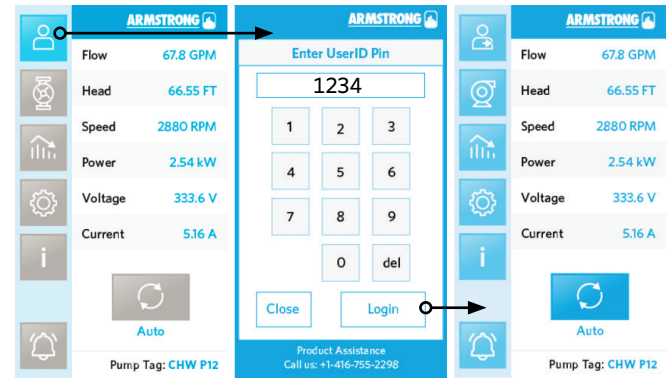 ARMSTRONG
Flow 67.8 GPM
Head 66.55 FT
Speed 2880 RPM
Power 2.54 kW
Voltage 333.6 V
Current 5.16 A
Auto
Pump Tag: CHW P12
ARMSTRONG
Enter UserID Pin
1234
1 2 3
4 5 6
7 8 9
0 del
Close Login
Product Assistance
Call us: +1-416-755-2298
ARMSTRONG
Flow 67.8 GPM
Head 66.55 FT
Speed 2880 RPM
Power 2.54 kW
Voltage 333.6 V
Current 5.16 A
i
Auto
Pump Tag: CHW P12